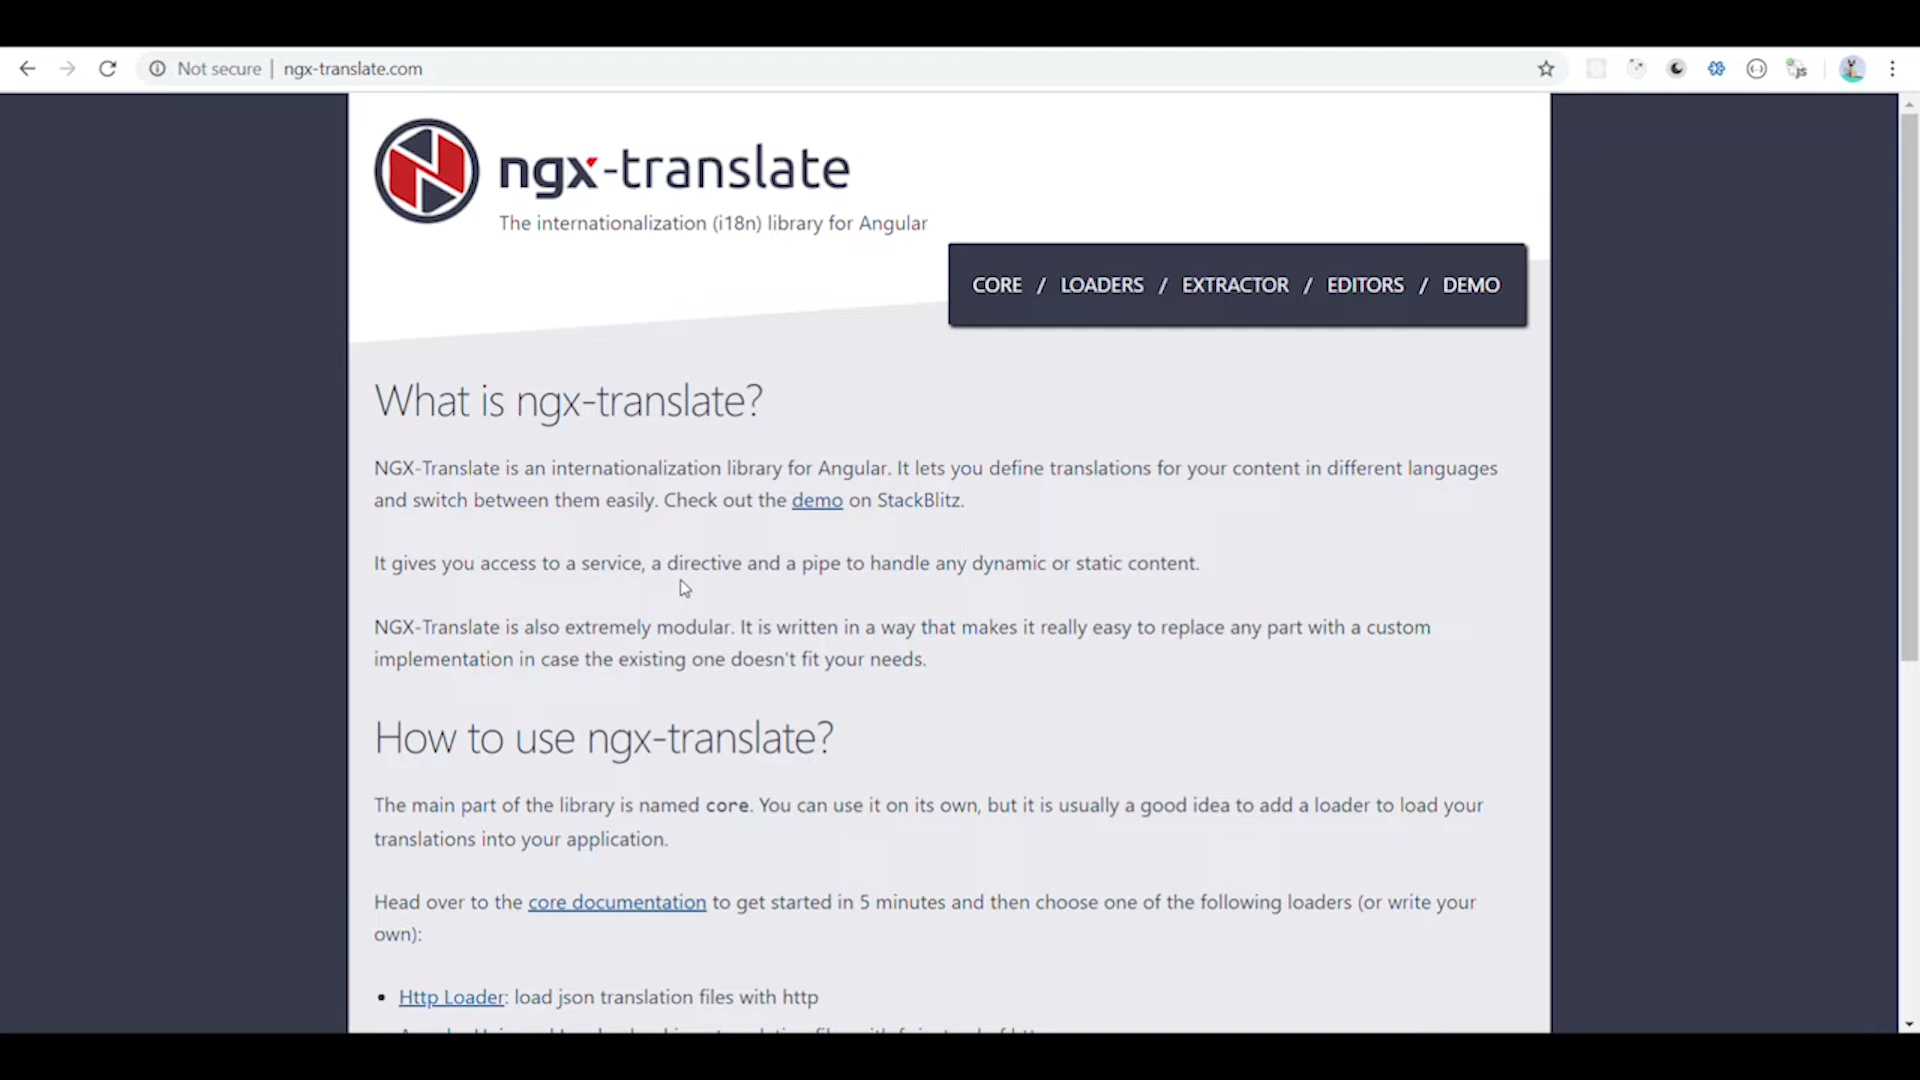 Not secure | ngx-translate.com
ngx-translate
The internationalization (i18n) library for Angular
CORE / LOADERS / EXTRACTOR / EDITORS / DEMO
What is ngx-translate?
NGX-Translate is an internationalization library for Angular. It lets you define translations for your content in different languages
and switch between them easily. Check out the demo on StackBlitz.
It gives you access to a service, a directive and a pipe to handle any dynamic or static content.
NGX-Translate is also extremely modular. It is written in a way that makes it really easy to replace any part with a custom
implementation in case the existing one doesn't fit your needs.
How to use ngx-translate?
The main part of the library is named core. You can use it on its own, but it is usually a good idea to add a loader to load your
translations into your application.
Head over to the core documentation to get started in 5 minutes and then choose one of the following loaders (or write your
own):
• Http Loader: load json translation files with http